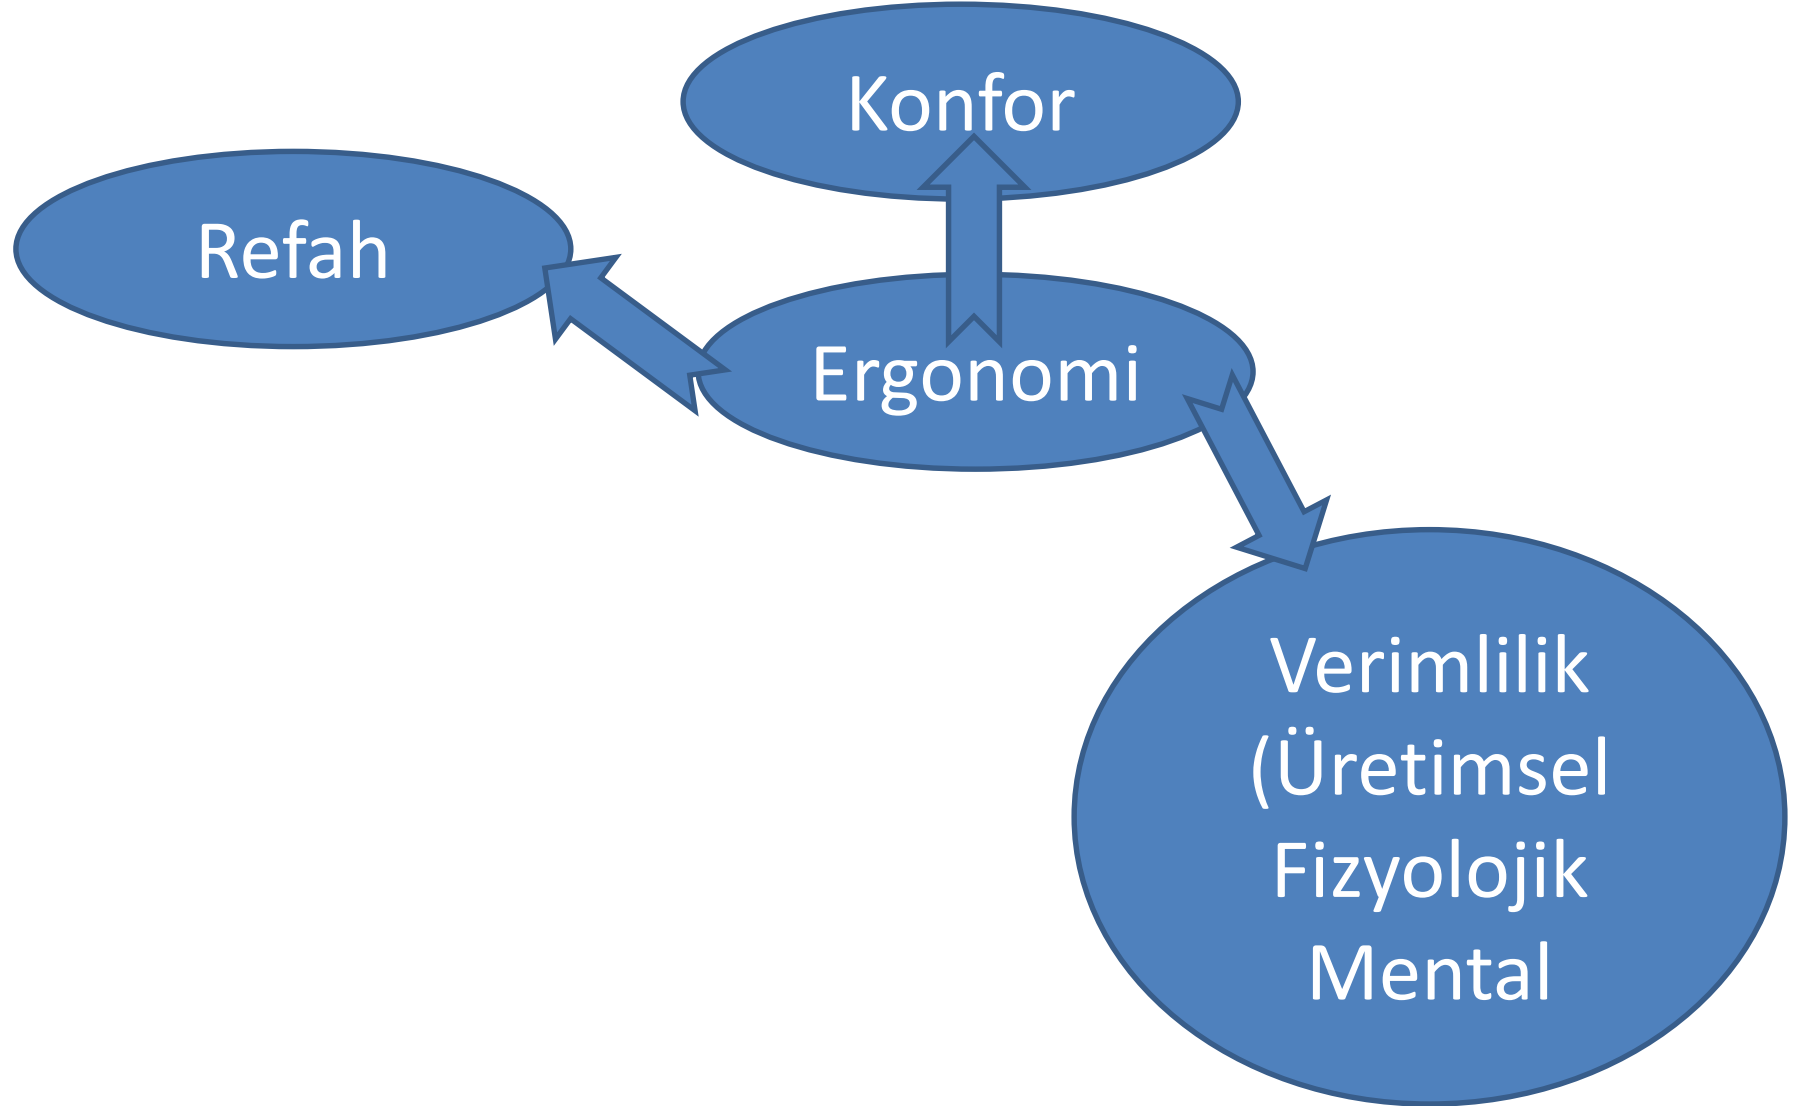 Konfor
Refah
Ergonomi
Verimlilik
(Üretimsel
Fizyolojik
Mental